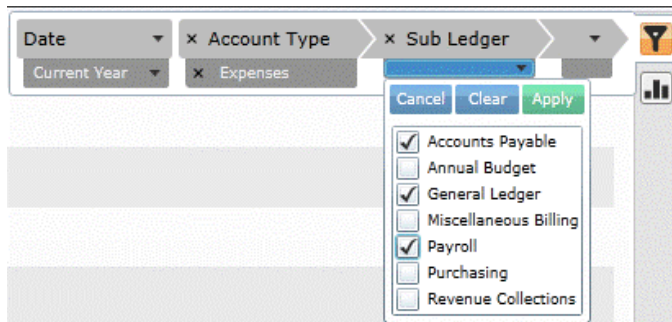 Date × Account Type × Sub Ledger
Current Year × Expenses
Cancel Clear Apply
Accounts Payable
Annual Budget
General Ledger
Miscellaneous Billing
Payroll
Purchasing
Revenue Collections